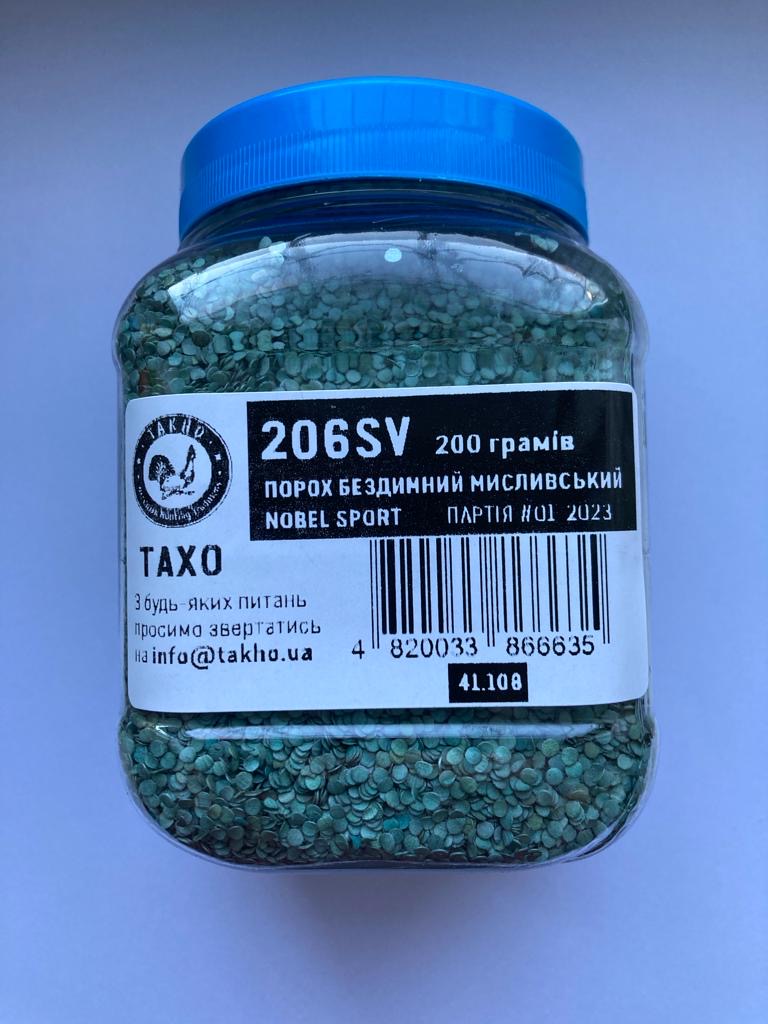 TAKHO
206SV 200 грамів
ПОРОХ БЕЗДИМНИЙ МИСЛИВСЬКИЙ
NOBEL SPORT ПАРТІЯ #01 2023
ТАХО
З будь-яких питань
просимо звертатись
на info@takho.ua
4 820033 866635
41.108